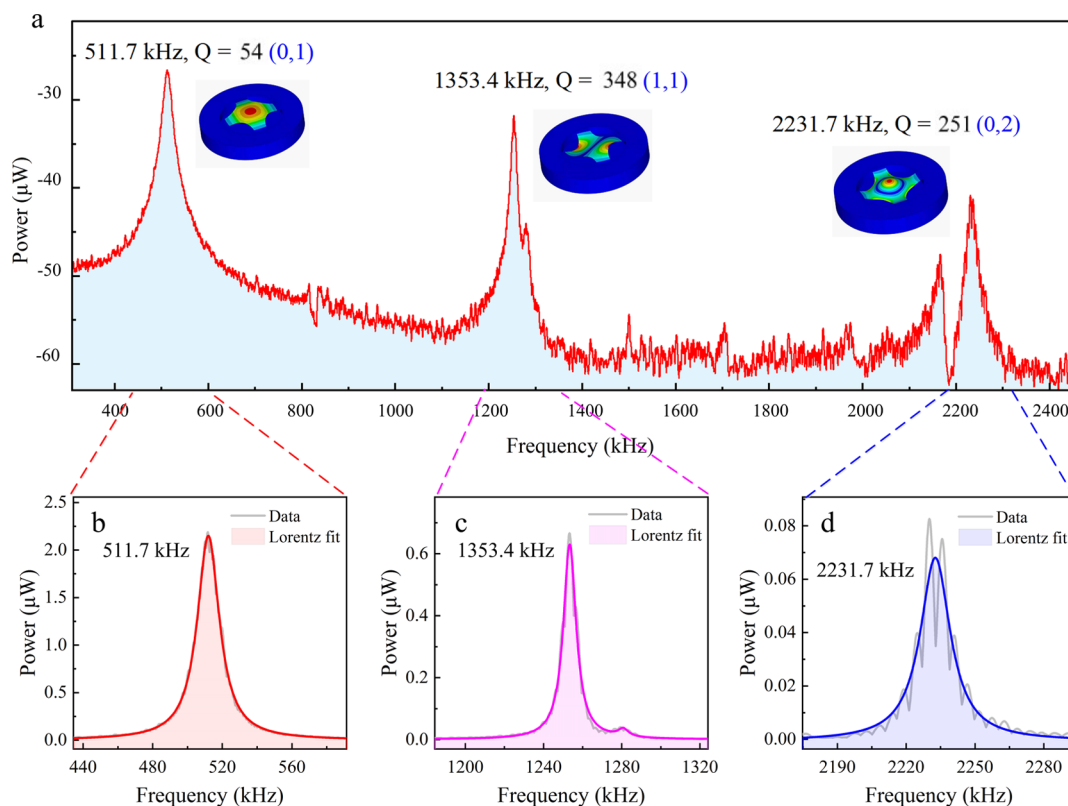 a
511.7 kHz, Q = 54 (0,1)
1353.4 kHz, Q = 348 (1,1)
2231.7 kHz, Q = 251 (0,2)
Power (μW)
-30
-40
-50
-60
400 600 800 1000 1200 1400 1600 1800 2000 2200 2400
Frequency (kHz)
b
Data
Lorentz fit
511.7 kHz
Power (μW)
2.5
2.0
1.5
1.0
0.5
0.0
440 480 520 560
Frequency (kHz)
c
Data
Lorentz fit
1353.4 kHz
Power (μW)
0.6
0.4
0.2
0.0
1200 1240 1280 1320
Frequency (kHz)
d
Data
Lorentz fit
2231.7 kHz
Power (μW)
0.08
0.06
0.04
0.02
0.00
2190 2220 2250 2280
Frequency (kHz)